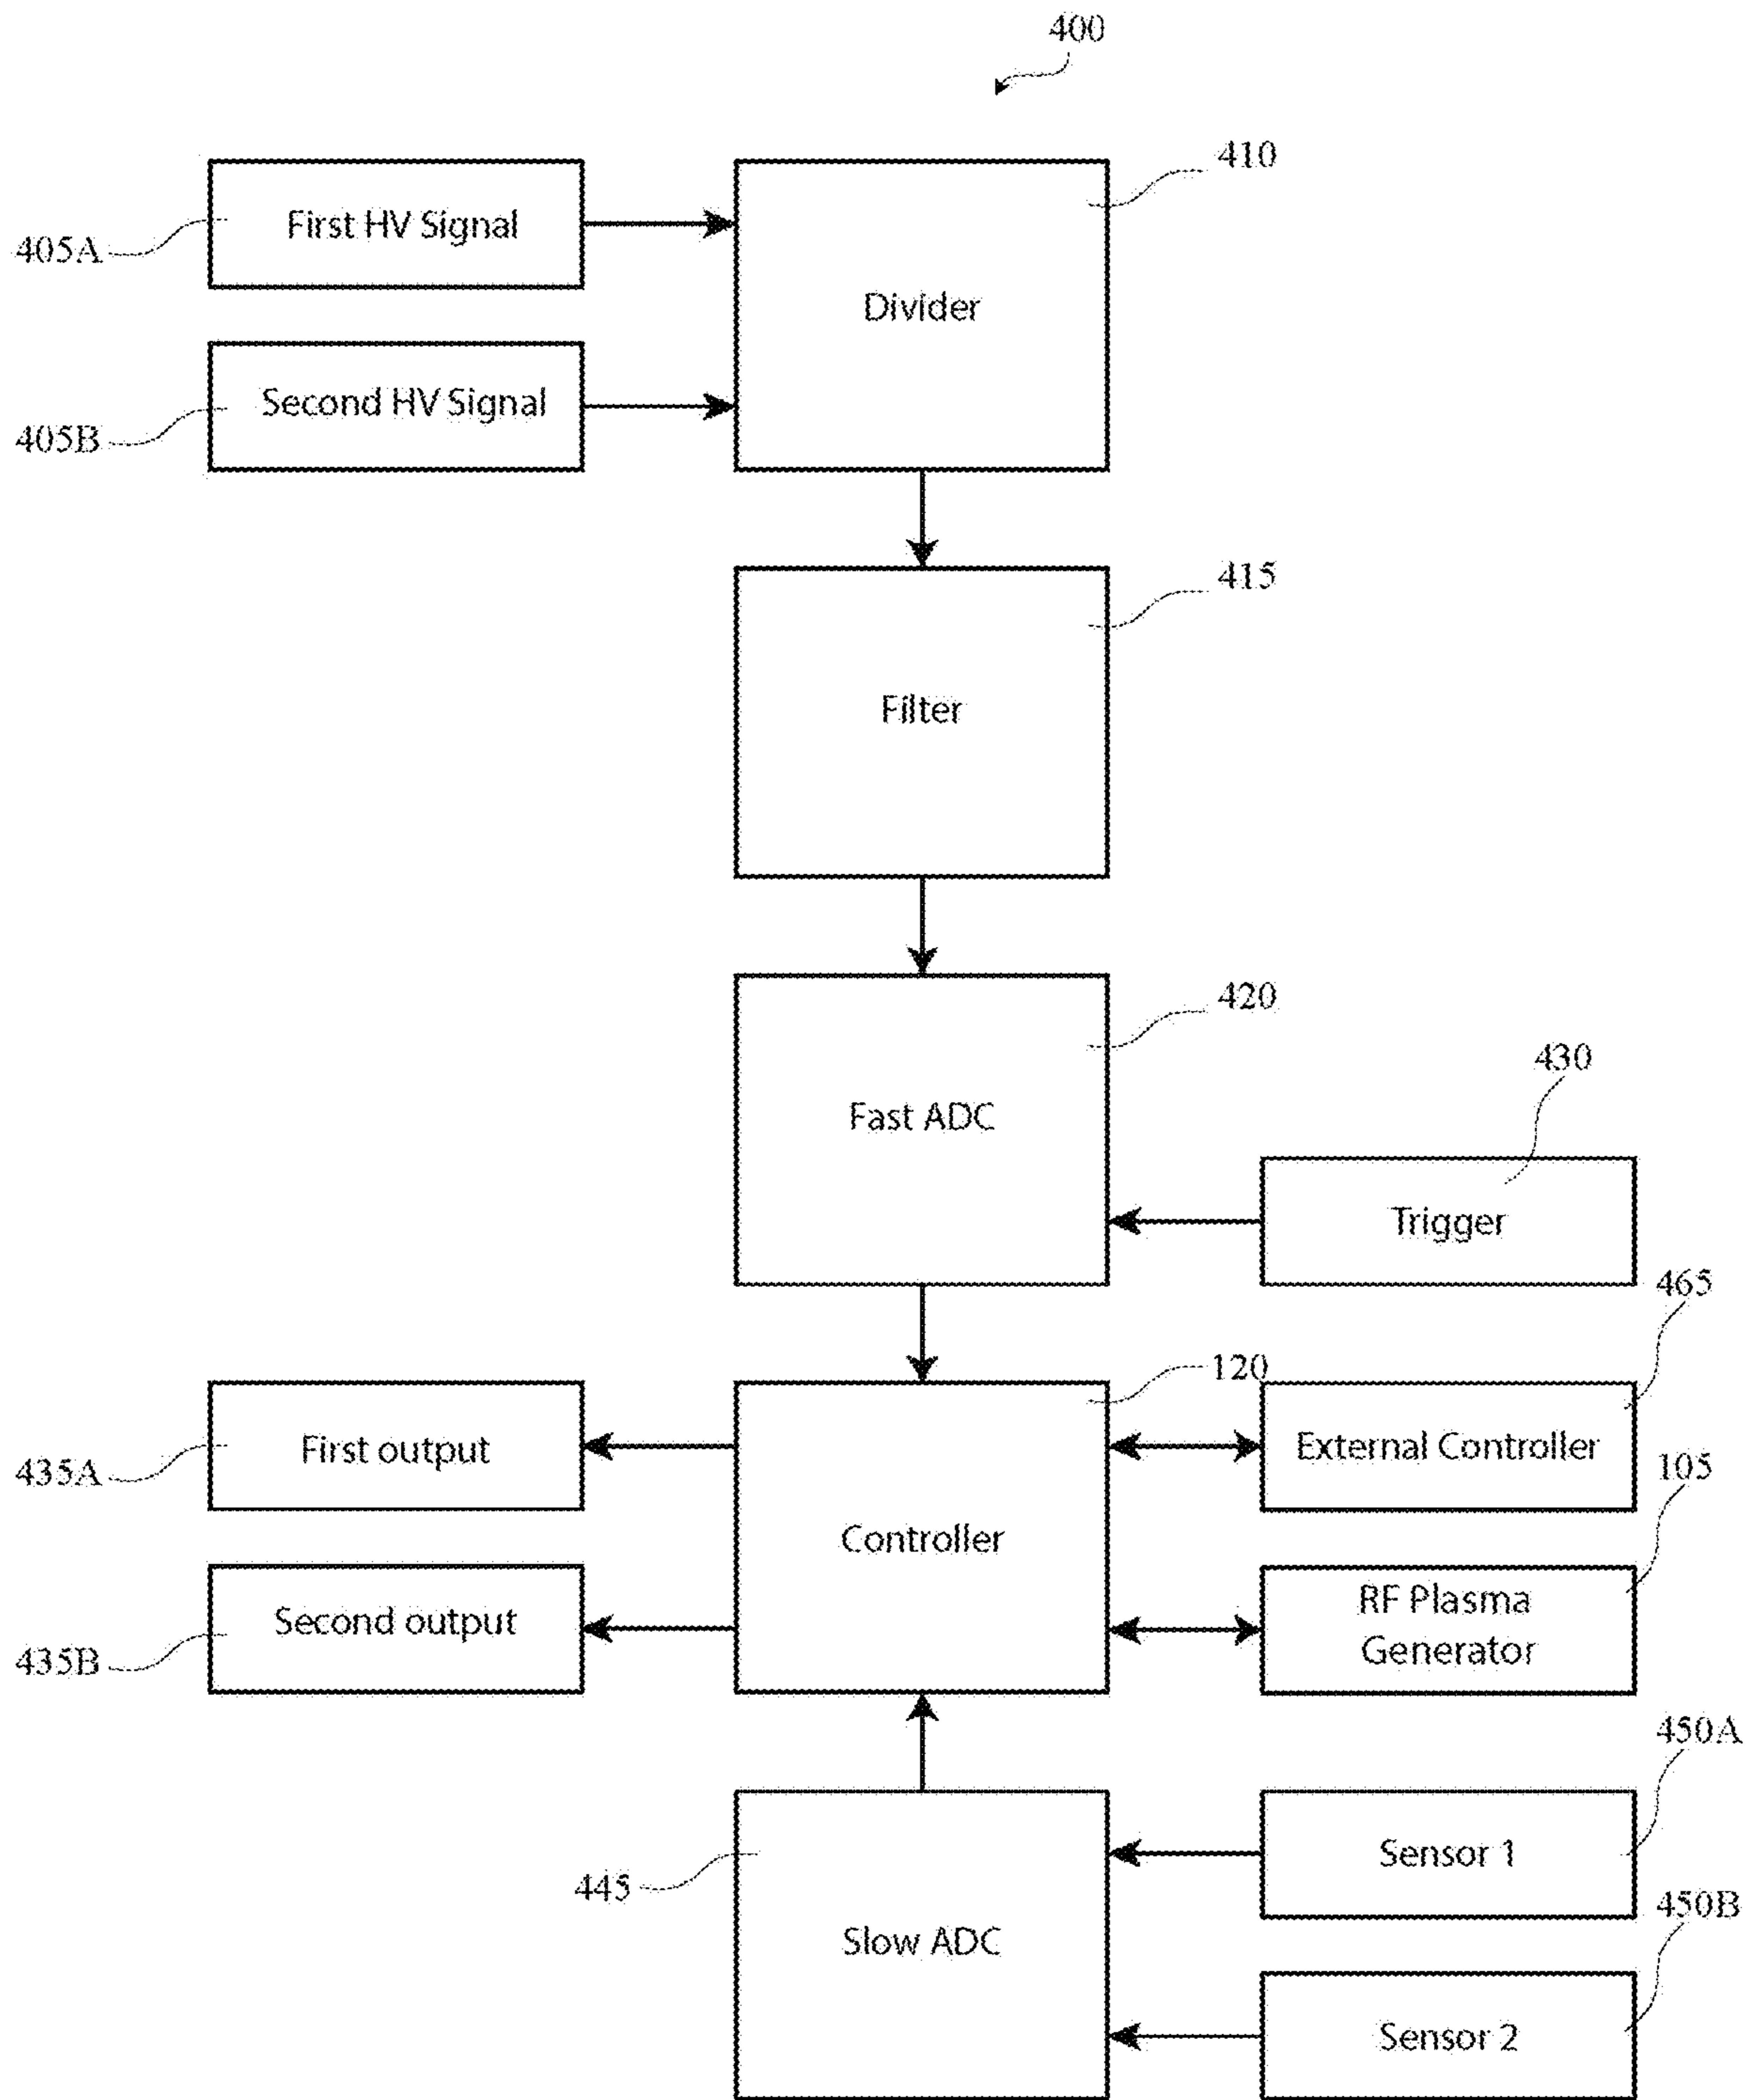 400
410
First HV Signal
405A
Divider
Second HV Signal
405B
415
Filter
420
Fast ADC
430
Trigger
465
120
First output
435A
External Controller
105
Controller
Second output
435B
RF Plasma
Generator
450A
Sensor 1
445
450B
Slow ADC
Sensor 2